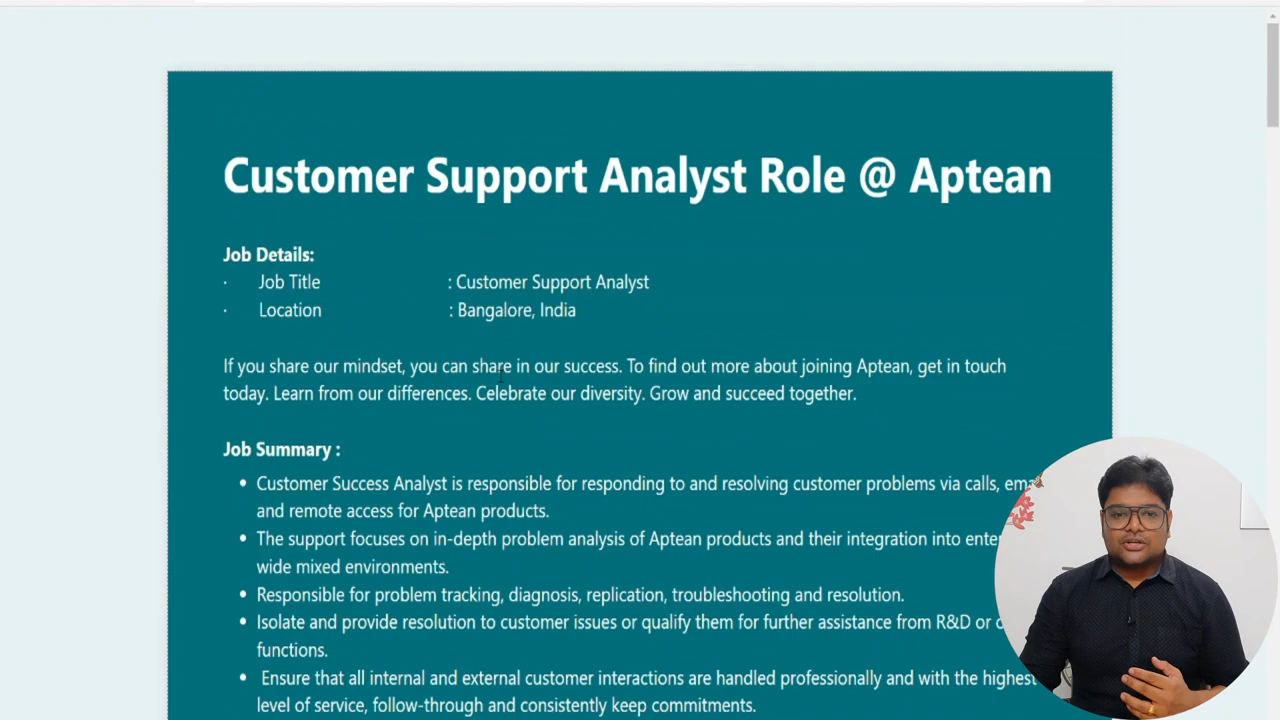 Customer Support Analyst Role @ Aptean
Job Details:
· Job Title : Customer Support Analyst
· Location : Bangalore, India
If you share our mindset, you can share in our success. To find out more about joining Aptean, get in touch
today. Learn from our differences. Celebrate our diversity. Grow and succeed together.
Job Summary :
• Customer Success Analyst is responsible for responding to and resolving customer problems via calls,
and remote access for Aptean products.
• The support focuses on in-depth problem analysis of Aptean products and their integration into
wide mixed environments.
• Responsible for problem tracking, diagnosis, replication, troubleshooting and resolution.
• Isolate and provide resolution to customer issues or qualify them for further assistance from R&D or
functions.
• Ensure that all internal and external customer interactions are handled professionally and with the highest
level of service, follow-through and consistently keep commitments.